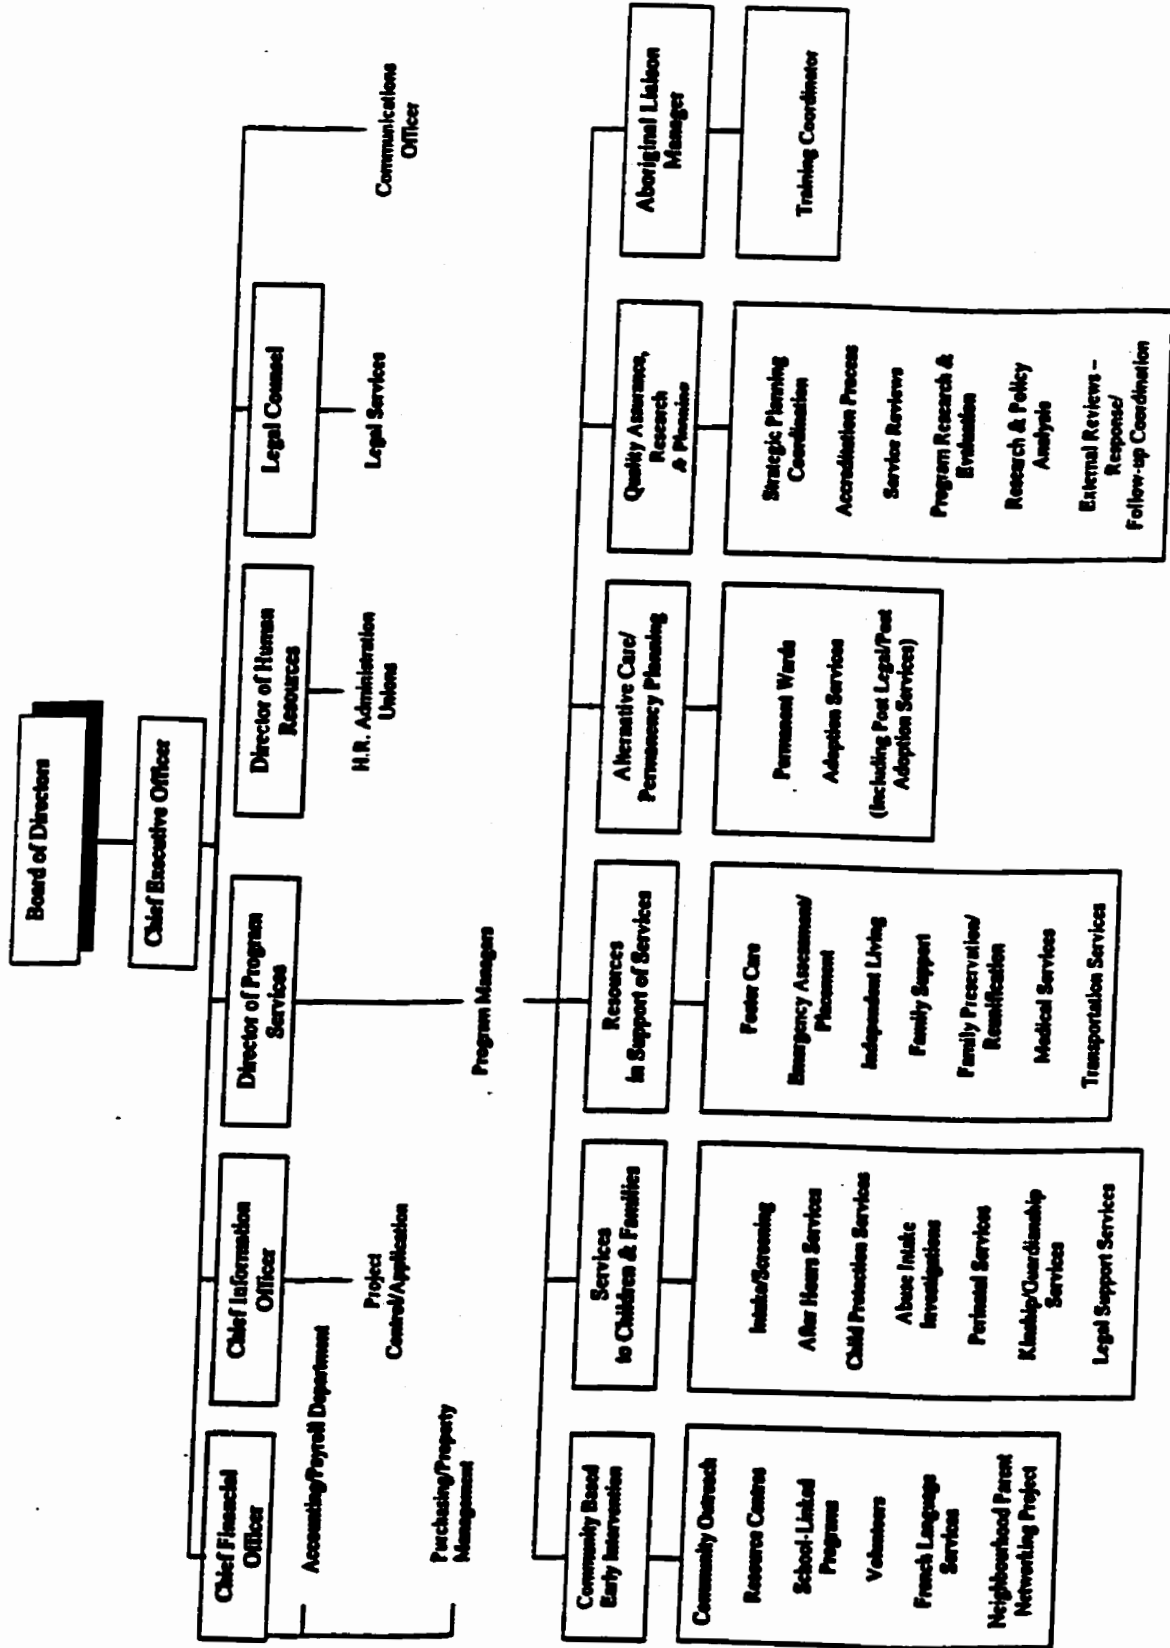 Board of Directors
Chief Executive Officer
Chief Financial
Officer
Chief Information
Officer
Director of Program
Services
Director of Human
Resources
Legal Counsel
Communications
Officer
Accounting/Payroll Department
Purchasing/Property
Management
Project
Control/Application
Program Managers
H.R. Administration
Unions
Legal Services
Community Based
Early Intervention
Services
to Children & Families
Resources
in Support of Services
Alternative Care/
Permanency Planning
Quality Assurance,
Research
& Planning
Aboriginal Liaison
Manager
Community Outreach
Resource Centres
School-Linked
Programs
Volunteers
French Language
Services
Neighbourhood Parent
Networking Project
Intake/Screening
After Hours Services
Child Protection Services
Abuse Intake
Investigations
Perinatal Services
Kinship/Guardianship
Services
Legal Support Services
Foster Care
Emergency Assessment/
Placement
Independent Living
Family Support
Family Preservation/
Reunification
Medical Services
Transportation Services
Permanent Wards
Adoption Services
(Including Post Legal/Post
Adoption Services)
Strategic Planning
Coordination
Accreditation Process
Service Reviews
Program Research &
Evaluation
Research & Policy
Analysis
External Reviews –
Response/
Follow-up Coordination
Training Coordinator